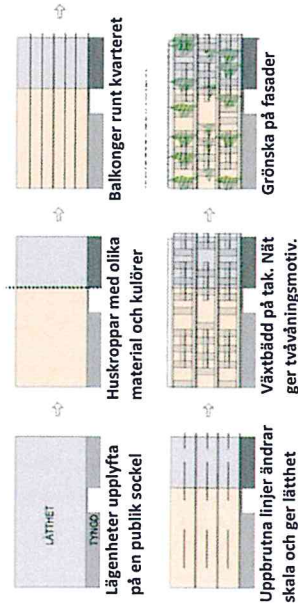 LÄTTHET
TYNGD
Lägenheter upplyfta
på en publik sockel
Huskroppar med olika
material och kulörer
Balkonger runt kvarteret
Uppbrutna linjer ändrar
skala och ger lätthet
Växtbädd på tak. Nät
ger tvåvåningsmotiv.
Grönska på fasader